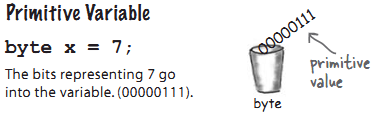 Primitive Variable
byte x = 7;
The bits representing 7 go
into the variable. (00000111).
00000111
primitive
value
byte